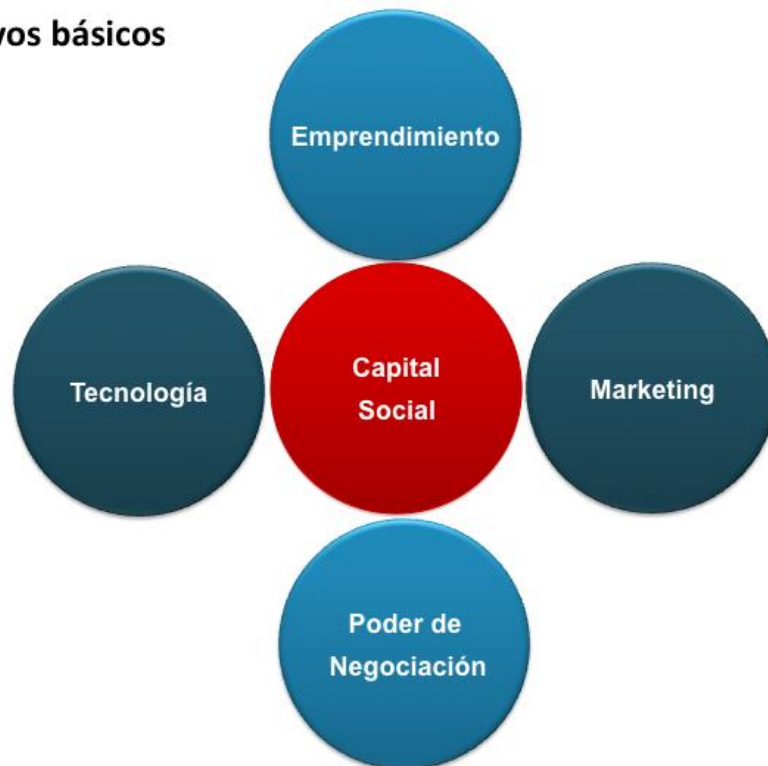 vos básicos
Emprendimiento
Tecnología
Capital
Social
Marketing
Poder de
Negociación